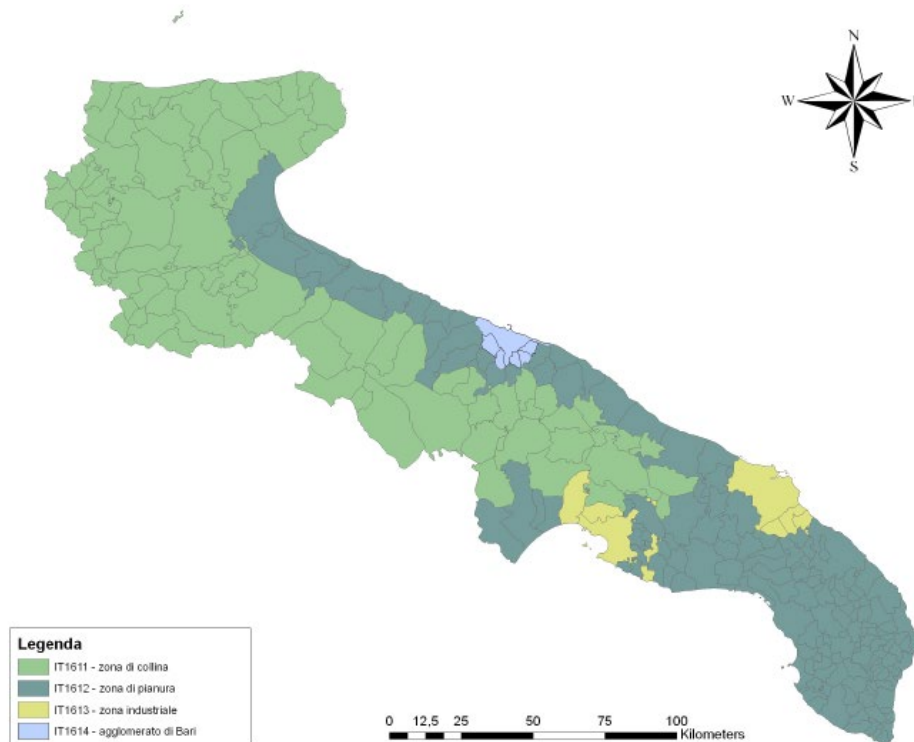 N
W
S
Legenda
IT1611 - zona di collina
IT1612 - zona di pianura
IT1613 - zona industriale
IT1614 - agglomerato di Bari
0 12,5 25 50 75 100
Kilometers